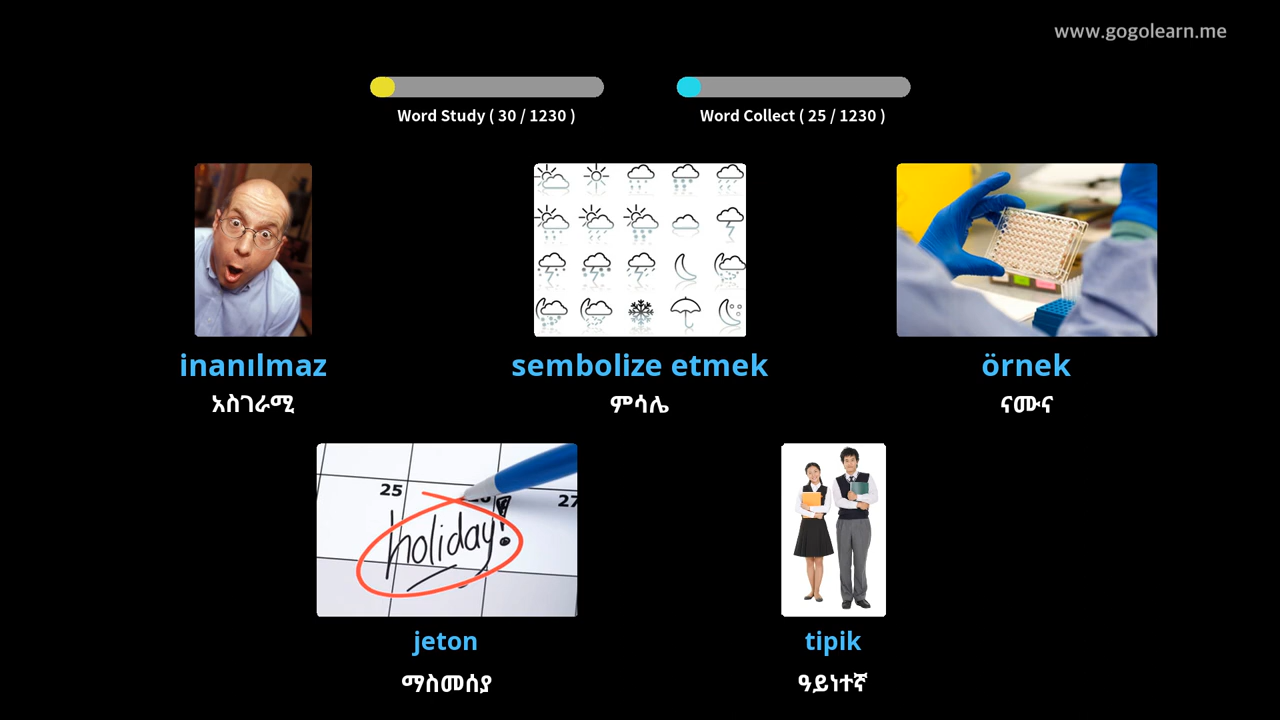 www.gogolearn.me
Word Study ( 30 / 1230 )
Word Collect ( 25 / 1230 )
inanılmaz
sembolize etmek
örnek
አስገራሚ
ምሳሌ
ናሙና
25
27
holiday!
jeton
tipik
ማስመሰያ
ዓይነተኛ